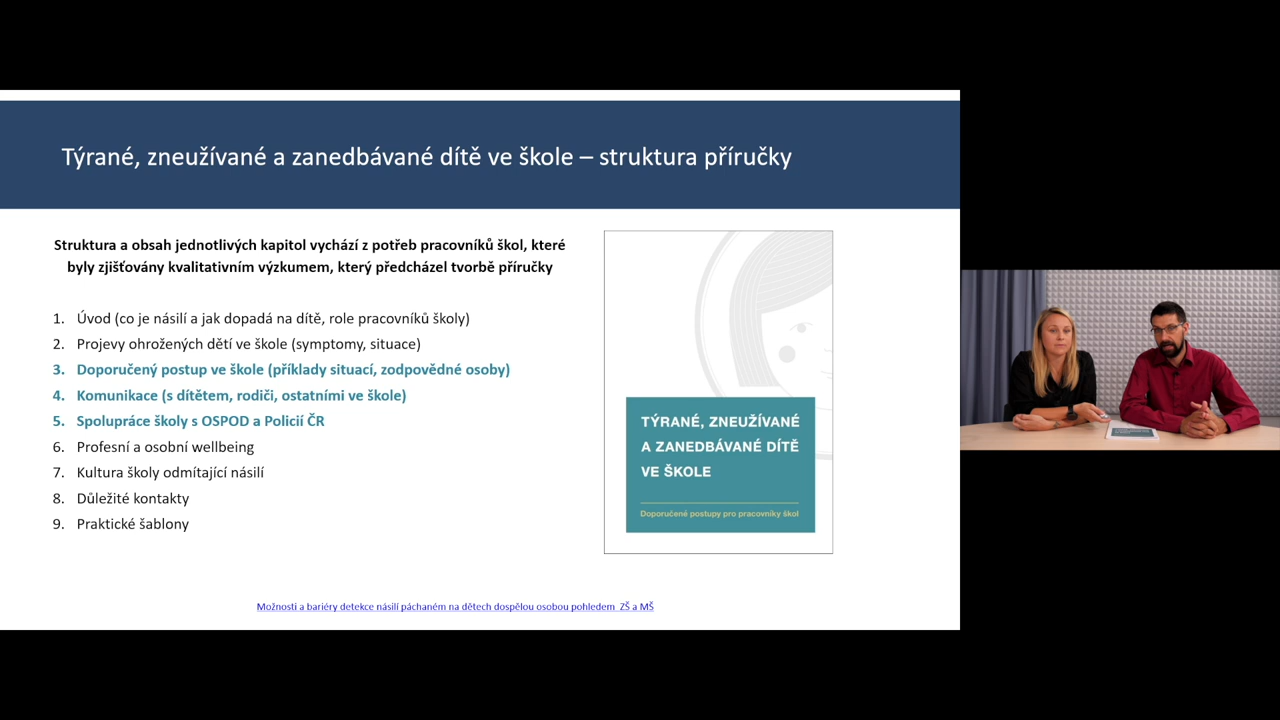 Týrané, zneužívané a zanedbávané dítě ve škole – struktura příručky
Struktura a obsah jednotlivých kapitol vychází z potřeb pracovníků škol, které
byly zjišťovány kvalitativním výzkumem, který předcházel tvorbě příručky
1. Úvod (co je násilí a jak dopadá na dítě, role pracovníků školy)
2. Projevy ohrožených dětí ve škole (symptomy, situace)
3. Doporučený postup ve škole (příklady situací, zodpovědné osoby)
4. Komunikace (s dítětem, rodiči, ostatními ve škole)
5. Spolupráce školy s OSPOD a Policií ČR
6. Profesní a osobní wellbeing
7. Kultura školy odmítající násilí
8. Důležité kontakty
9. Praktické šablony
TÝRANÉ, ZNEUŽÍVANÉ
A ZANEDBÁVANÉ DÍTĚ
VE ŠKOLE
Doporučené postupy pro pracovníky škol
Možnosti a bariéry detekce násilí páchaném na dětech dospělou osobou pohledem ZŠ a MŠ